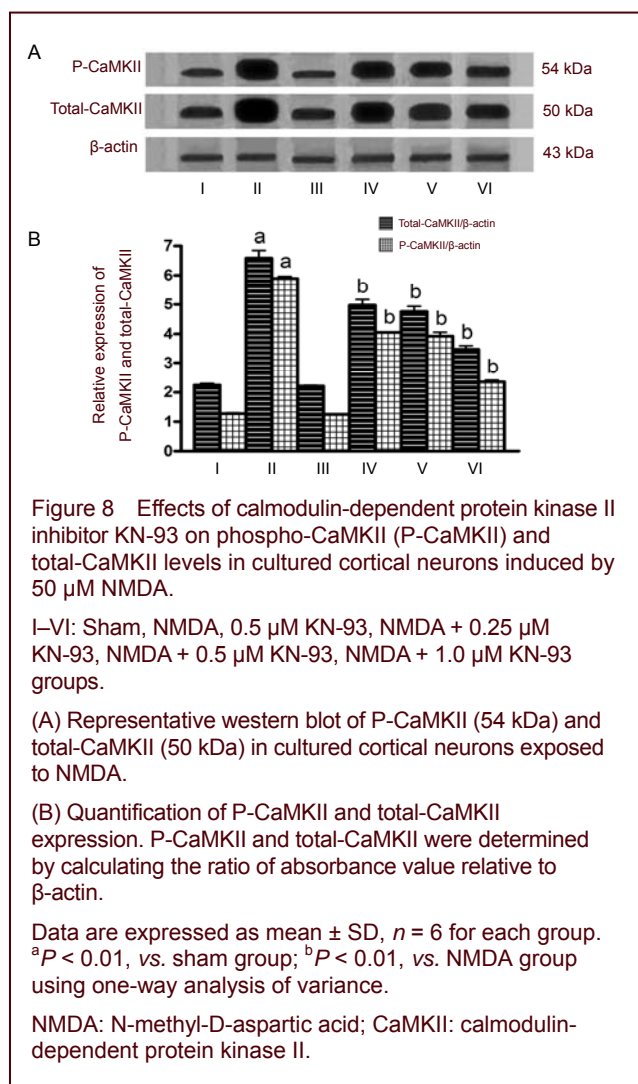 A
P-CaMKII 54 kDa
Total-CaMKII 50 kDa
β-actin 43 kDa
I II III IV V VI
B
Total-CaMKII/β-actin
P-CaMKII/β-actin
Relative expression of
P-CaMKII and total-CaMKII
7
6
5
4
3
2
1
0
a a b b b b b b
I II III IV V VI
Figure 8 Effects of calmodulin-dependent protein kinase II
inhibitor KN-93 on phospho-CaMKII (P-CaMKII) and
total-CaMKII levels in cultured cortical neurons induced by
50 μM NMDA.
I–VI: Sham, NMDA, 0.5 μM KN-93, NMDA + 0.25 μM
KN-93, NMDA + 0.5 μM KN-93, NMDA + 1.0 μM KN-93
groups.
(A) Representative western blot of P-CaMKII (54 kDa) and
total-CaMKII (50 kDa) in cultured cortical neurons exposed
to NMDA.
(B) Quantification of P-CaMKII and total-CaMKII
expression. P-CaMKII and total-CaMKII were determined
by calculating the ratio of absorbance value relative to
β-actin.
Data are expressed as mean ± SD, n = 6 for each group.
ᵃP < 0.01, vs. sham group; ᵇP < 0.01, vs. NMDA group
using one-way analysis of variance.
NMDA: N-methyl-D-aspartic acid; CaMKII: calmodulin-
dependent protein kinase II.